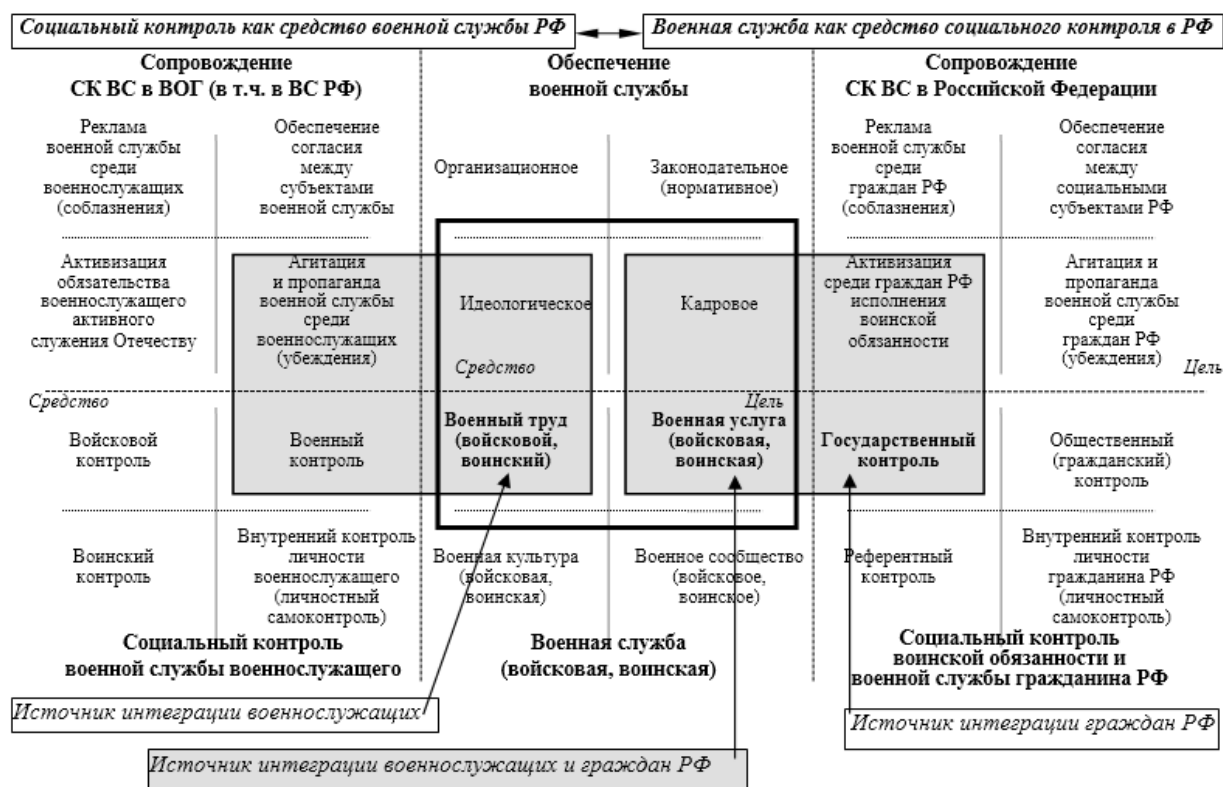 Социальный контроль как средство военной службы РФ
Военная служба как средство социального контроля в РФ
Сопровождение
СК ВС в ВОГ (в т.ч. в ВС РФ)
Обеспечение
военной службы
Сопровождение
СК ВС в Российской Федерации
Реклама
военной службы
среди
военнослужащих
(соблазнения)
Обеспечение
согласия
между
субъектами
военной службы
Организационное
Законодательное
(нормативное)
Реклама
военной службы
среди
граждан РФ
(соблазнения)
Обеспечение
согласия
между
социальными
субъектами РФ
Активизация
обязательства
военнослужащего
активного
служения Отечеству
Агитация
и пропаганда
военной службы
среди
военнослужащих
(убеждения)
Идеологическое
Кадровое
Активизация
среди граждан РФ
исполнения
воинской
обязанности
Агитация и
пропаганда
военной службы
среди
граждан РФ
(убеждения)
Средство
Цель
Средство
Цель
Войсковой
контроль
Военный
контроль
Военный труд
(войсковой,
воинский)
Военная услуга
(войсковая,
воинская)
Государственный
контроль
Общественный
(гражданский)
контроль
Воинский
контроль
Внутренний контроль
личности
военнослужащего
(личностный
самоконтроль)
Военная культура
(войсковая,
воинская)
Военное сообщество
(войсковое,
воинское)
Референтный
контроль
Внутренний контроль
личности
гражданина РФ
(личностный
самоконтроль)
Социальный контроль
военной службы военнослужащего
Военная служба
(войсковая, воинская)
Социальный контроль
воинской обязанности и
военной службы гражданина РФ
Источник интеграции военнослужащих
Источник интеграции граждан РФ
Источник интеграции военнослужащих и граждан РФ